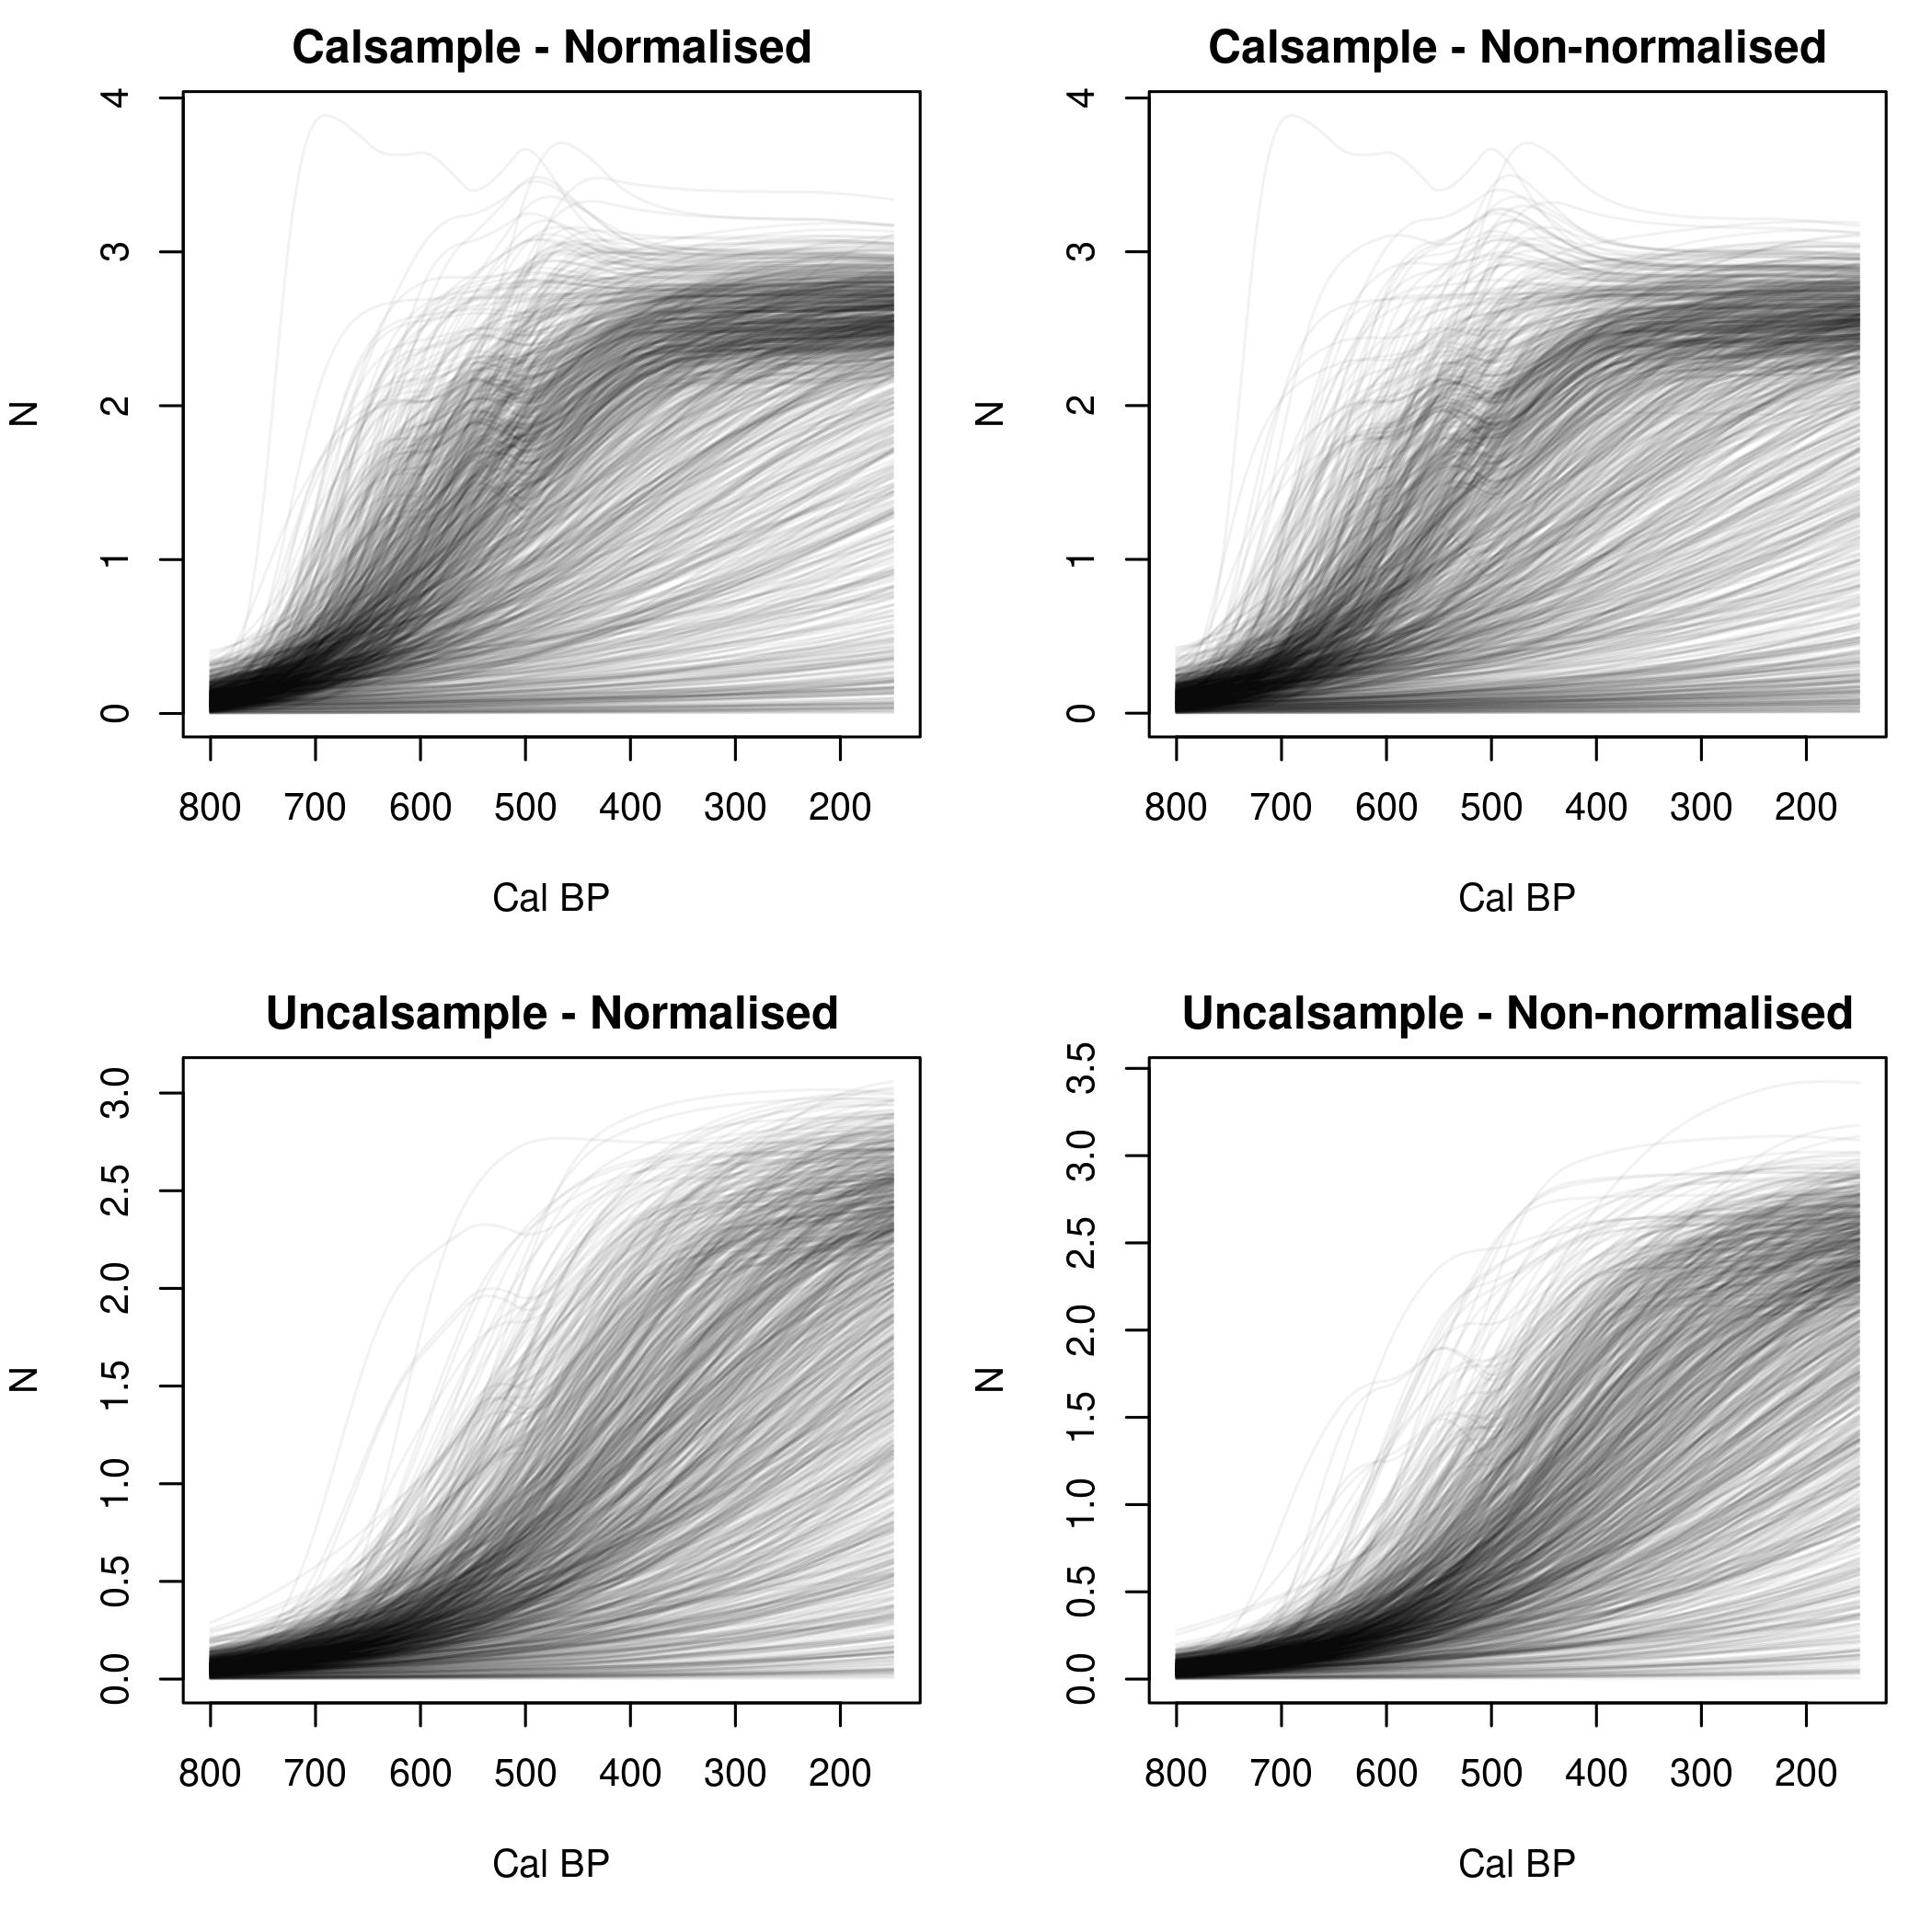 Calsample - Normalised
N
4
3
2
1
0
800 700 600 500 400 300 200
Cal BP
Calsample - Non-normalised
N
4
3
2
1
0
800 700 600 500 400 300 200
Cal BP
Uncalsample - Normalised
N
3.0
2.5
2.0
1.5
1.0
0.5
0.0
800 700 600 500 400 300 200
Cal BP
Uncalsample - Non-normalised
N
3.5
3.0
2.5
2.0
1.5
1.0
0.5
0.0
800 700 600 500 400 300 200
Cal BP